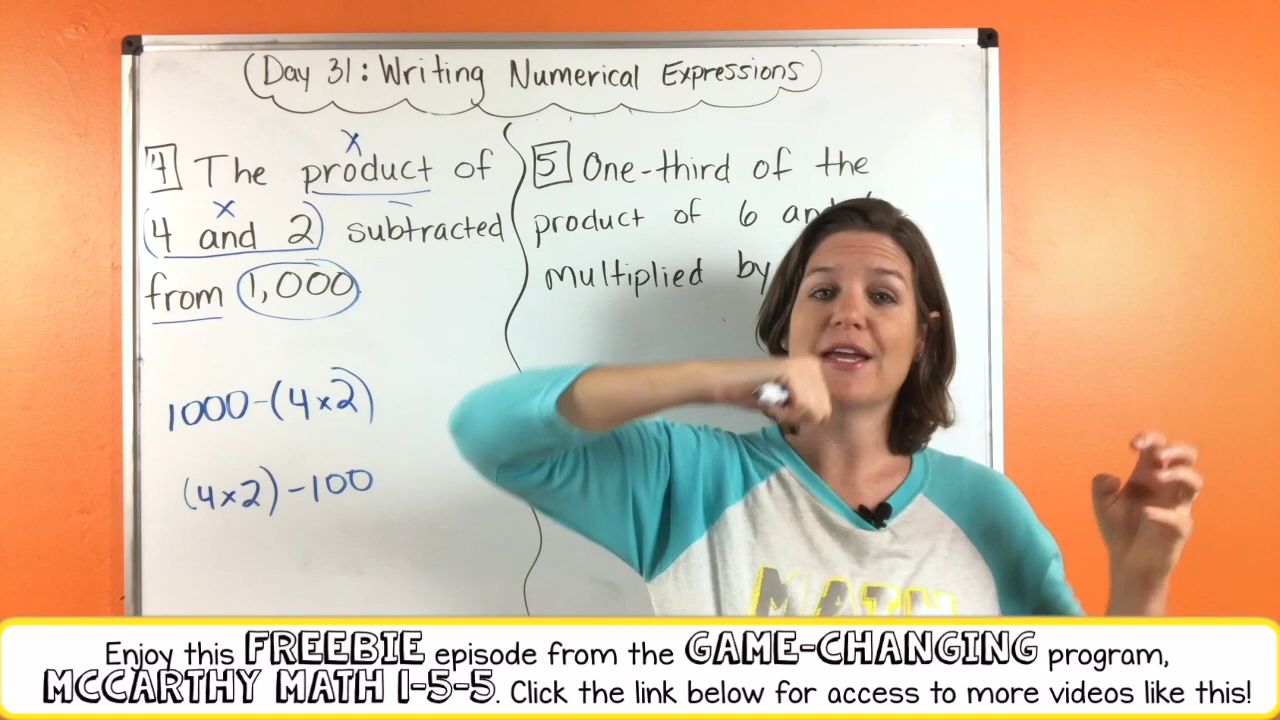 Day 31: Writing Numerical Expressions
4 The product of
4 and 2 subtracted
from 1,000
x
x
1000-(4x2)
(4x2)-100
5 One-third of the
product of 6 and
multiplied by
MATH
Enjoy this FREEBIE episode from the GAME-CHANGING program,
MCCARTHY MATH 1-5-5. Click the link below for access to more videos like this!